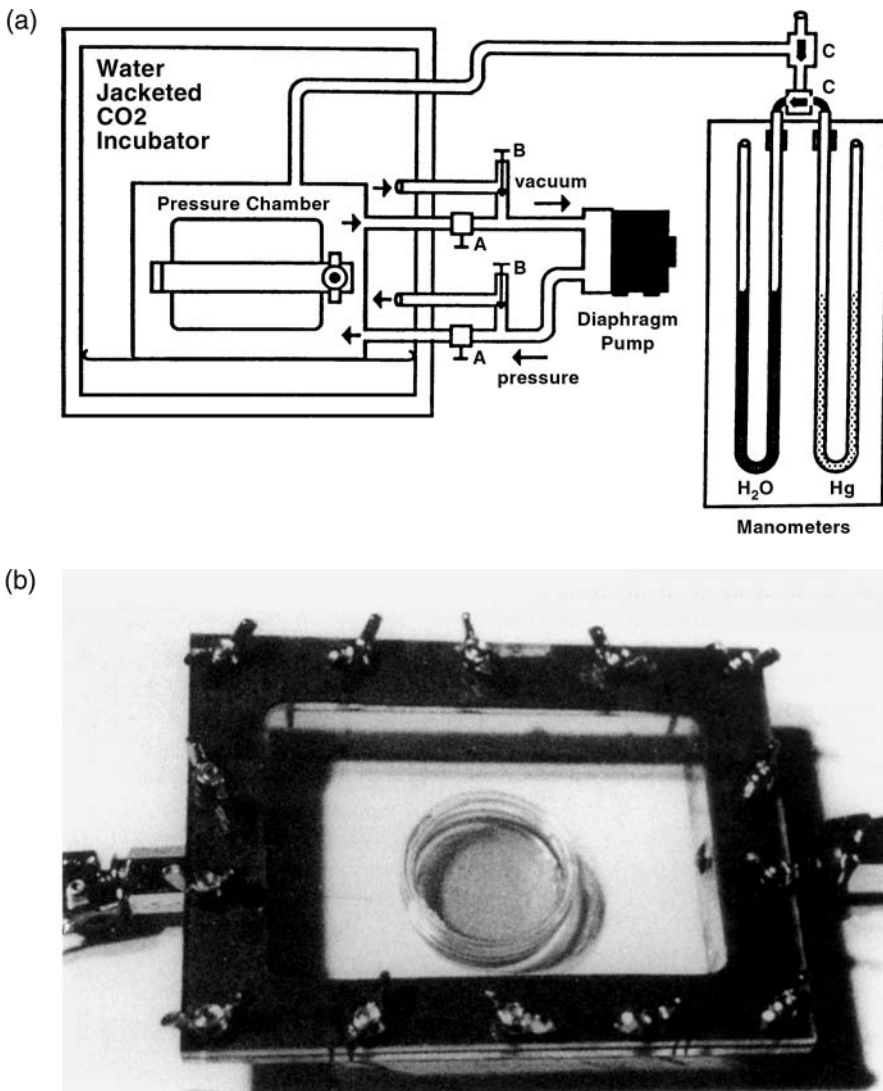 (a)
Water
Jacketed
CO2
Incubator
Pressure Chamber
B
vacuum
A
B
A
pressure
Diaphragm
Pump
C
C
H₂O
Hg
Manometers
(b)